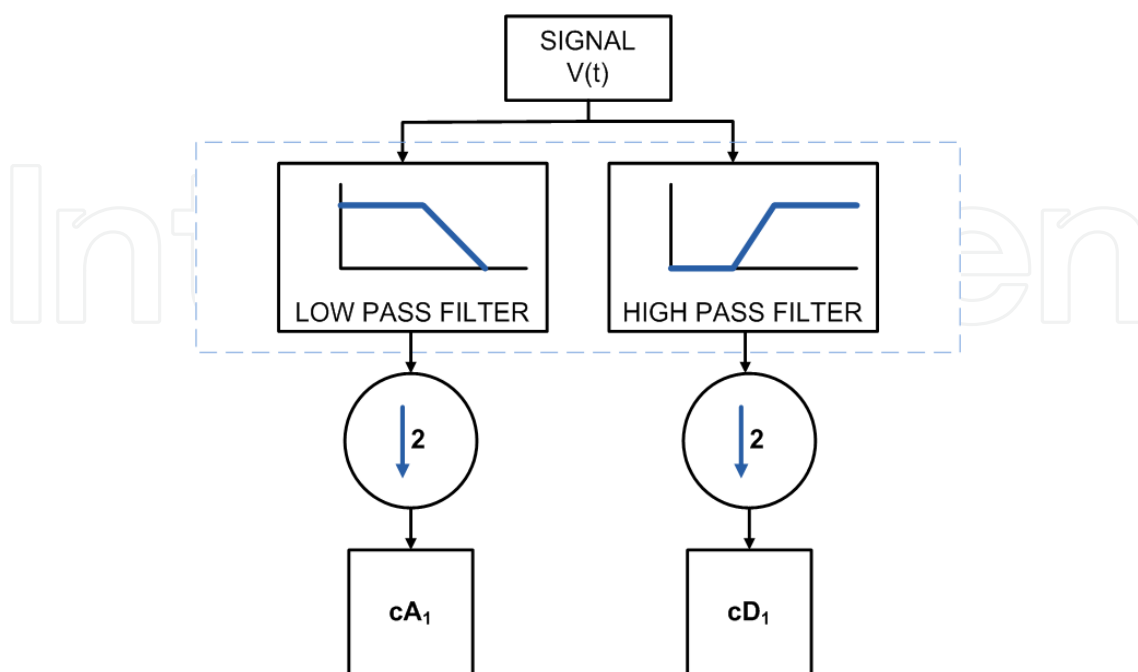 SIGNAL
V(t)
LOW PASS FILTER
HIGH PASS FILTER
2
2
cA₁
cD₁